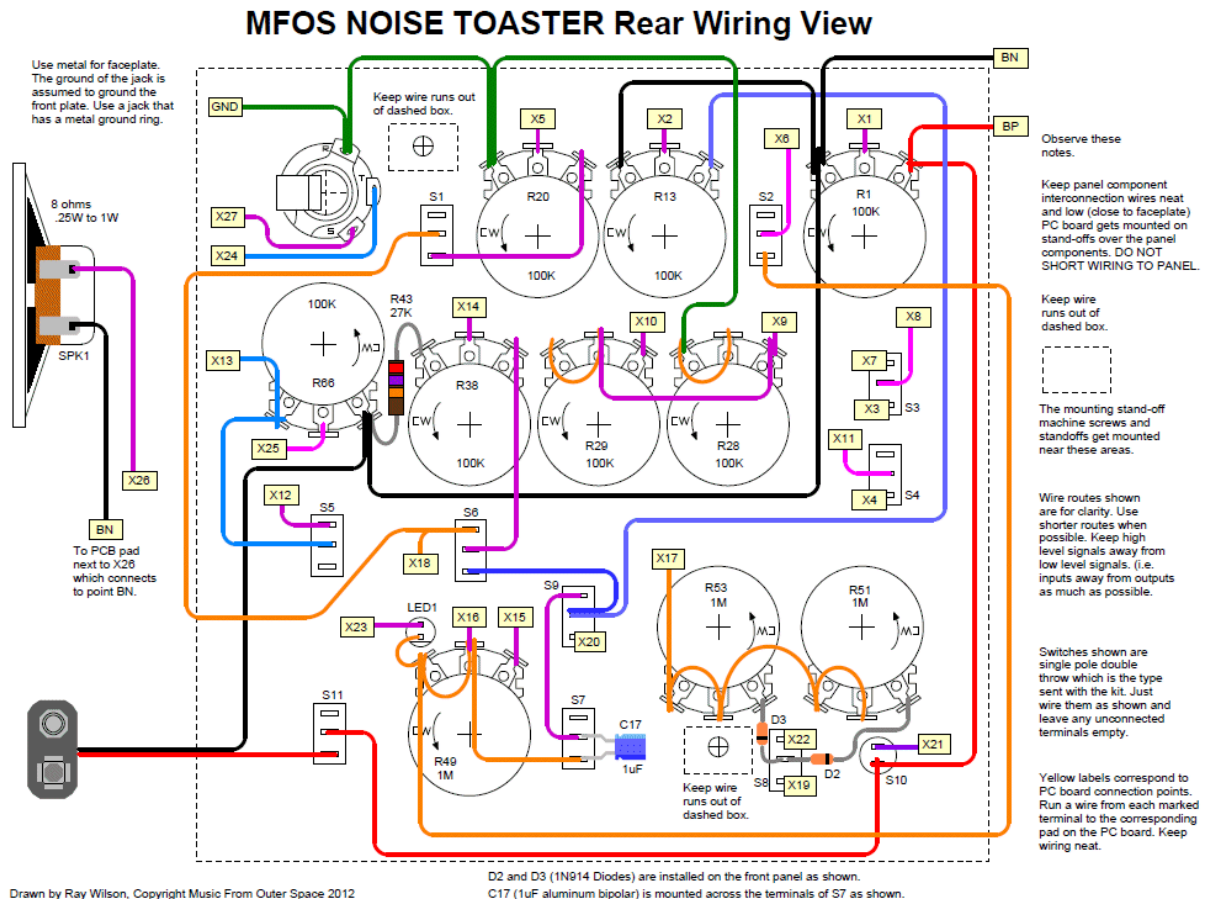 MFOS NOISE TOASTER Rear Wiring View
Use metal for faceplate.
The ground of the jack is
assumed to ground the
front plate. Use a jack that
has a metal ground ring.
GND
Keep wire runs out
of dashed box.
BN
BP
X5
X2
X6
X1
R
T
S
X27
X24
S1
R20
CW
100K
R13
CW
100K
S2
R1
100K
CW
Observe these
notes.
Keep panel component
interconnection wires neat
and low (close to faceplate)
PC board gets mounted on
stand-offs over the panel
components. DO NOT
SHORT WIRING TO PANEL.
Keep wire
runs out of
dashed box.
The mounting stand-off
machine screws and
standoffs get mounted
near these areas.
Wire routes shown
are for clarity. Use
shorter routes when
possible. Keep high
level signals away from
low level signals. (i.e.
inputs away from outputs
as much as possible.
Switches shown are
single pole double
throw which is the type
sent with the kit. Just
wire them as shown and
leave any unconnected
terminals empty.
Yellow labels correspond to
PC board connection points.
Run a wire from each marked
terminal to the corresponding
pad on the PC board. Keep
wiring neat.
8 ohms
.25W to 1W
SPK1
X26
BN
To PCB pad
next to X26
which connects
to point BN.
100K
CW
R66
X13
X25
R43
27K
X14
R38
CW
100K
X10
R29
CW
100K
X9
R28
CW
100K
X8
X7
X3
S3
X11
X4
S4
X12
S5
S6
X18
S9
X20
X17
R53
1M
CW
R51
1M
CW
LED1
X23
X16
X15
CW
R49
1M
S11
S7
C17
1uF
D3
X22
S8
X19
D2
X21
S10
Keep wire
runs out of
dashed box.
D2 and D3 (1N914 Diodes) are installed on the front panel as shown.
Drawn by Ray Wilson, Copyright Music From Outer Space 2012
C17 (1uF aluminum bipolar) is mounted across the terminals of S7 as shown.